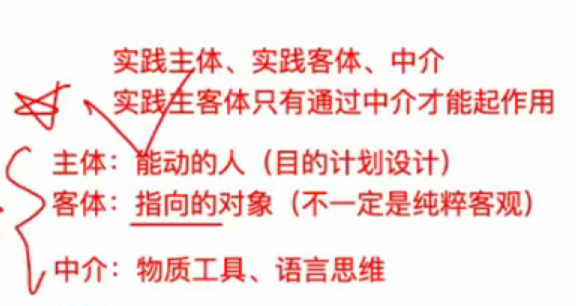 实践主体、实践客体、中介
实践主客体只有通过中介才能起作用
主体：能动的人（目的计划设计）
客体：指向的对象（不一定是纯粹客观）
中介：物质工具、语言思维